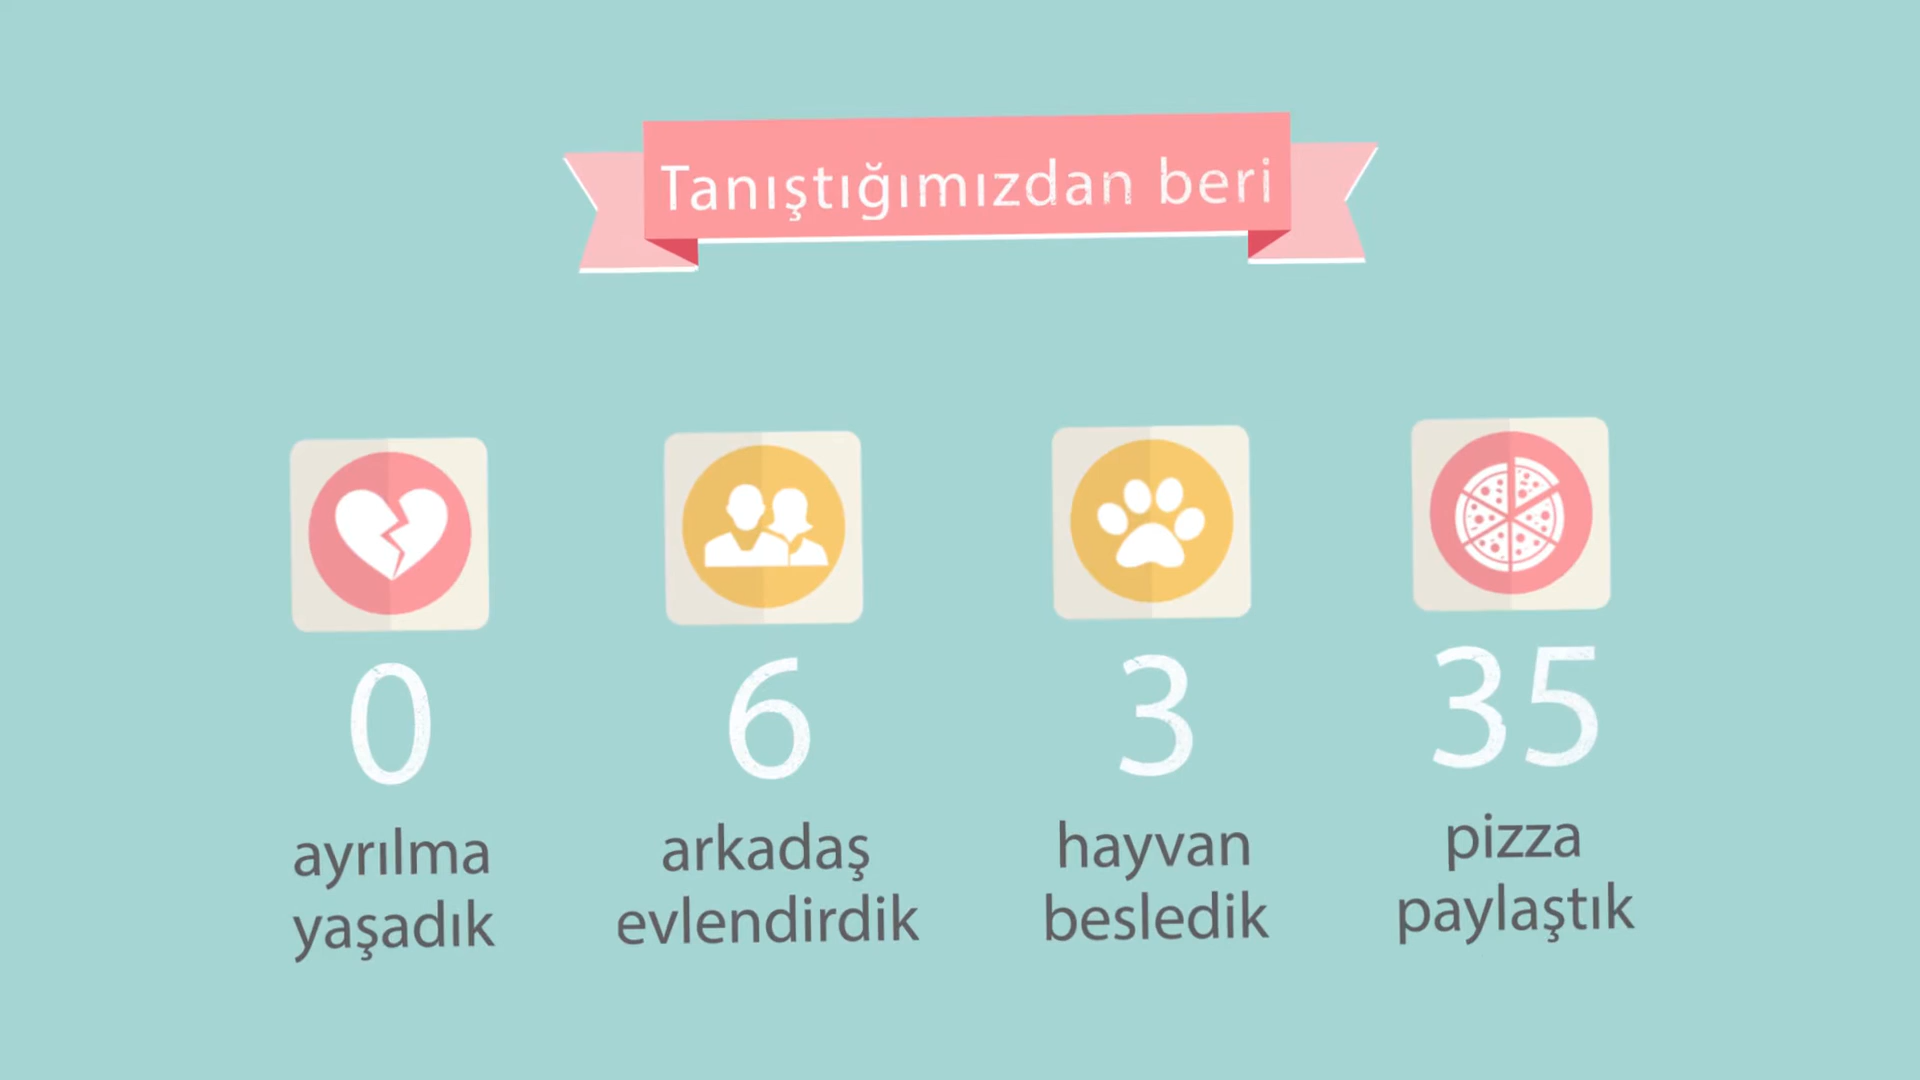 Tanıştığımızdan beri
0
ayrılma
yaşadık
6
arkadaş
evlendirdik
3
hayvan
besledik
35
pizza
paylaştık